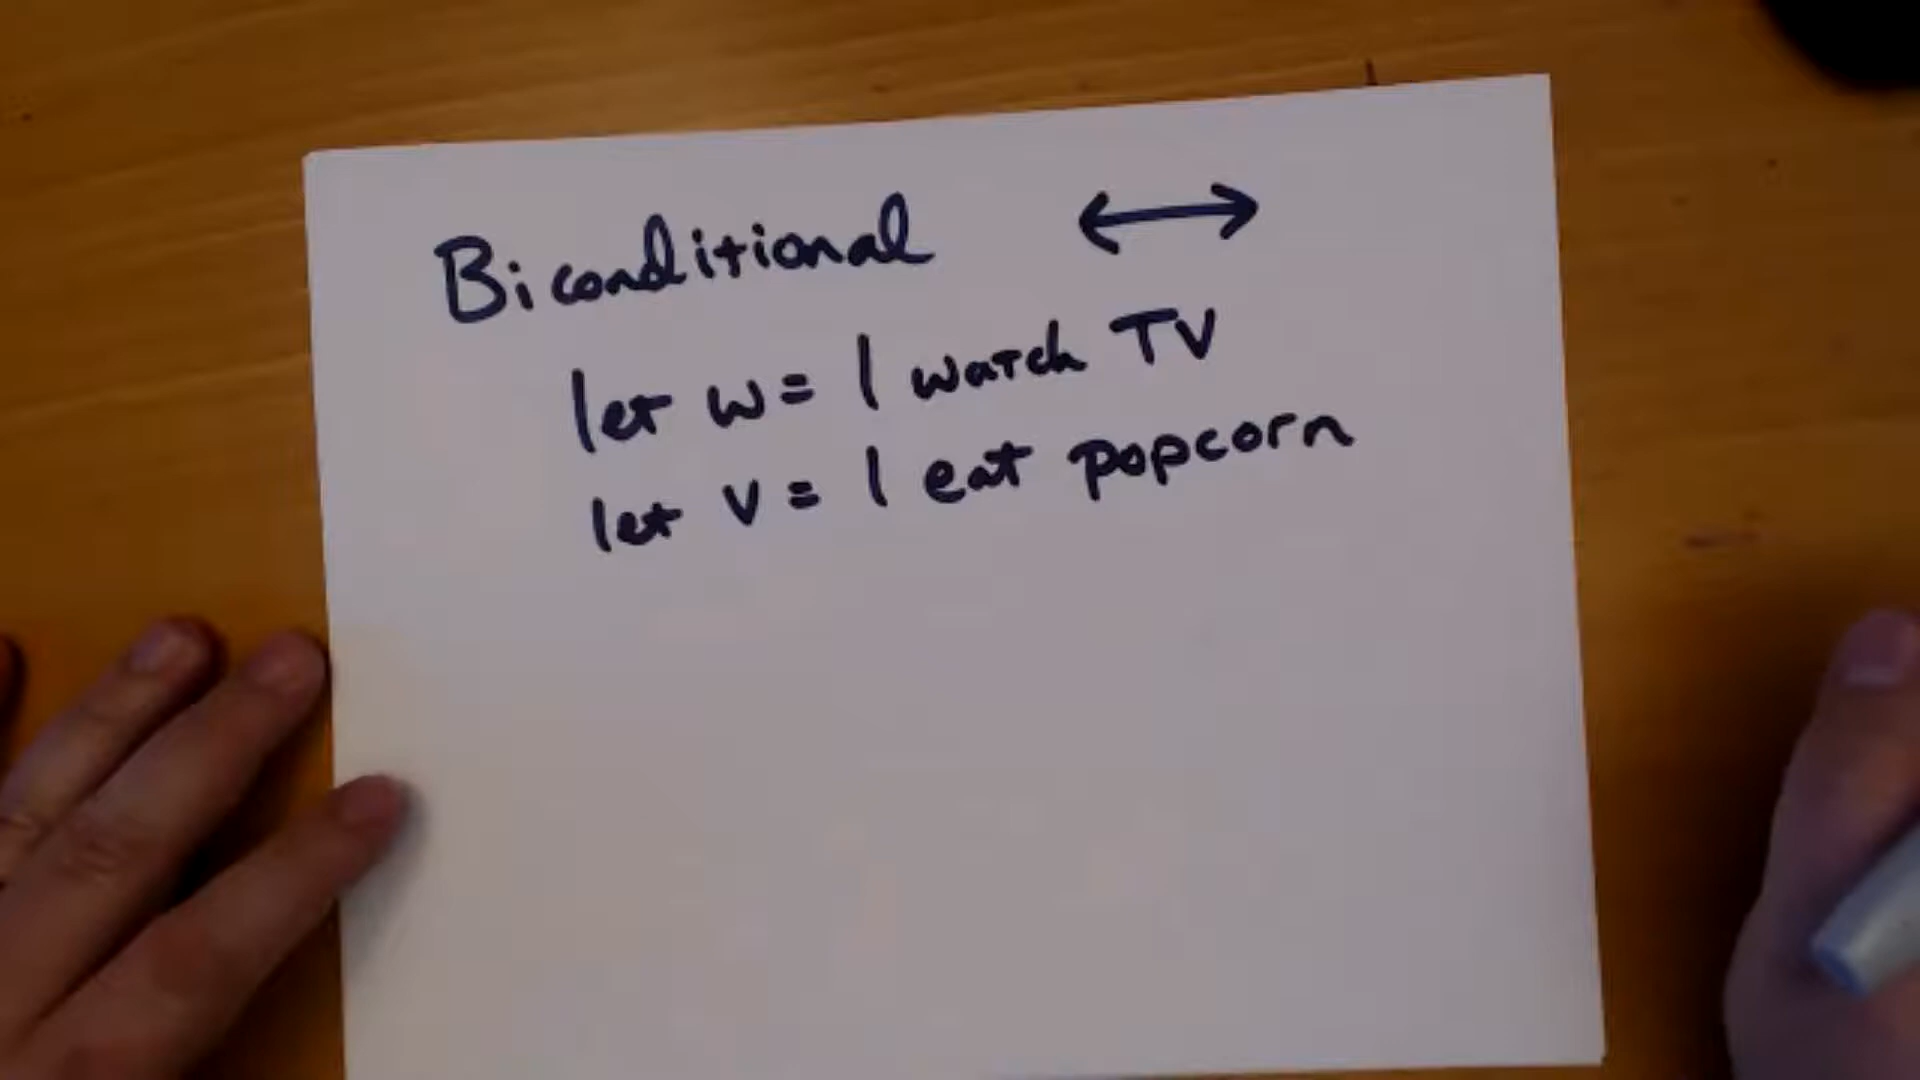 Biconditional ↔
let w = I watch TV
let v = I eat popcorn